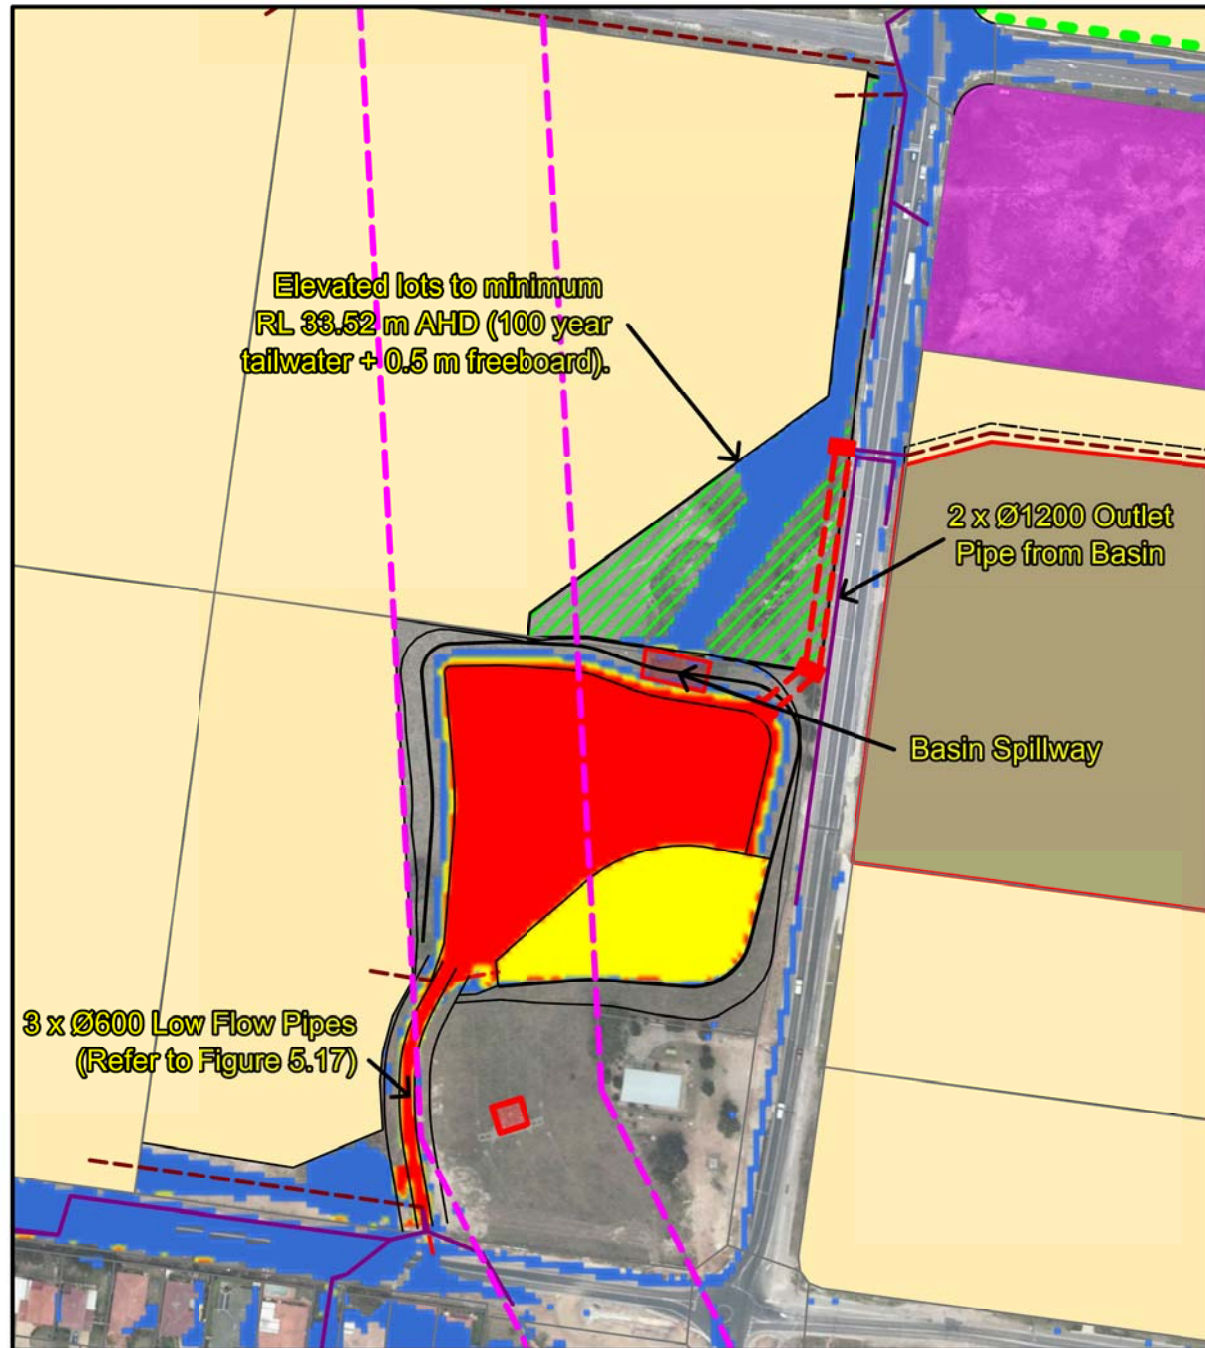 Elevated lots to minimum
RL 33.52 m AHD (100 year
tailwater + 0.5 m freeboard).
2 x Ø1200 Outlet
Pipe from Basin
Basin Spillway
3 x Ø600 Low Flow Pipes
(Refer to Figure 5.17)